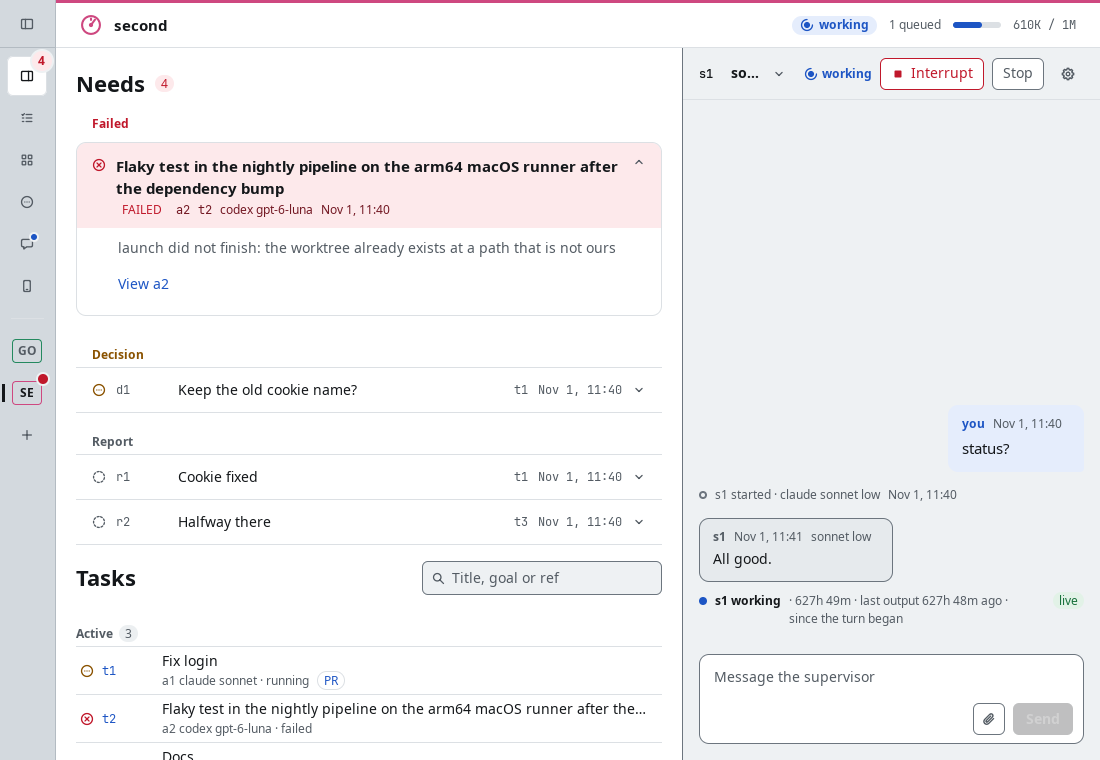 second
working
1 queued
610K / 1M
4
GO
SE
Needs 4
Failed
Flaky test in the nightly pipeline on the arm64 macOS runner after
the dependency bump
FAILED a2 t2 codex gpt-6-luna Nov 1, 11:40
launch did not finish: the worktree already exists at a path that is not ours
View a2
Decision
d1 Keep the old cookie name? t1 Nov 1, 11:40
Report
r1 Cookie fixed t1 Nov 1, 11:40
r2 Halfway there t3 Nov 1, 11:40
Tasks
Title, goal or ref
Active 3
t1 Fix login
a1 claude sonnet · running PR
t2 Flaky test in the nightly pipeline on the arm64 macOS runner after the…
a2 codex gpt-6-luna · failed
Docs
s1 so… working Interrupt Stop
you Nov 1, 11:40
status?
s1 started · claude sonnet low Nov 1, 11:40
s1 Nov 1, 11:41 sonnet low
All good.
s1 working · 627h 49m · last output 627h 48m ago · live
since the turn began
Message the supervisor
Send